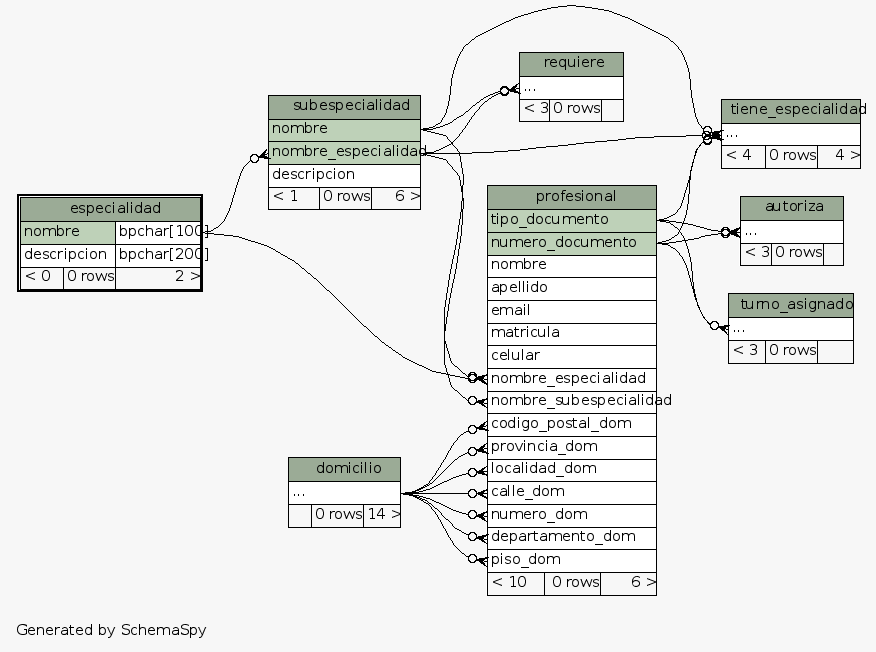 requiere
...
< 3 0 rows
subespecialidad
nombre
nombre_especialidad
descripcion
< 1 0 rows 6 >
tiene_especialidad
...
< 4 0 rows 4 >
especialidad
nombre bpchar[100]
descripcion bpchar[200]
< 0 0 rows 2 >
profesional
tipo_documento
numero_documento
nombre
apellido
email
matricula
celular
nombre_especialidad
nombre_subespecialidad
codigo_postal_dom
provincia_dom
localidad_dom
calle_dom
numero_dom
departamento_dom
piso_dom
< 10 0 rows 6 >
autoriza
...
< 3 0 rows
turno_asignado
...
< 3 0 rows
domicilio
...
0 rows 14 >
Generated by SchemaSpy